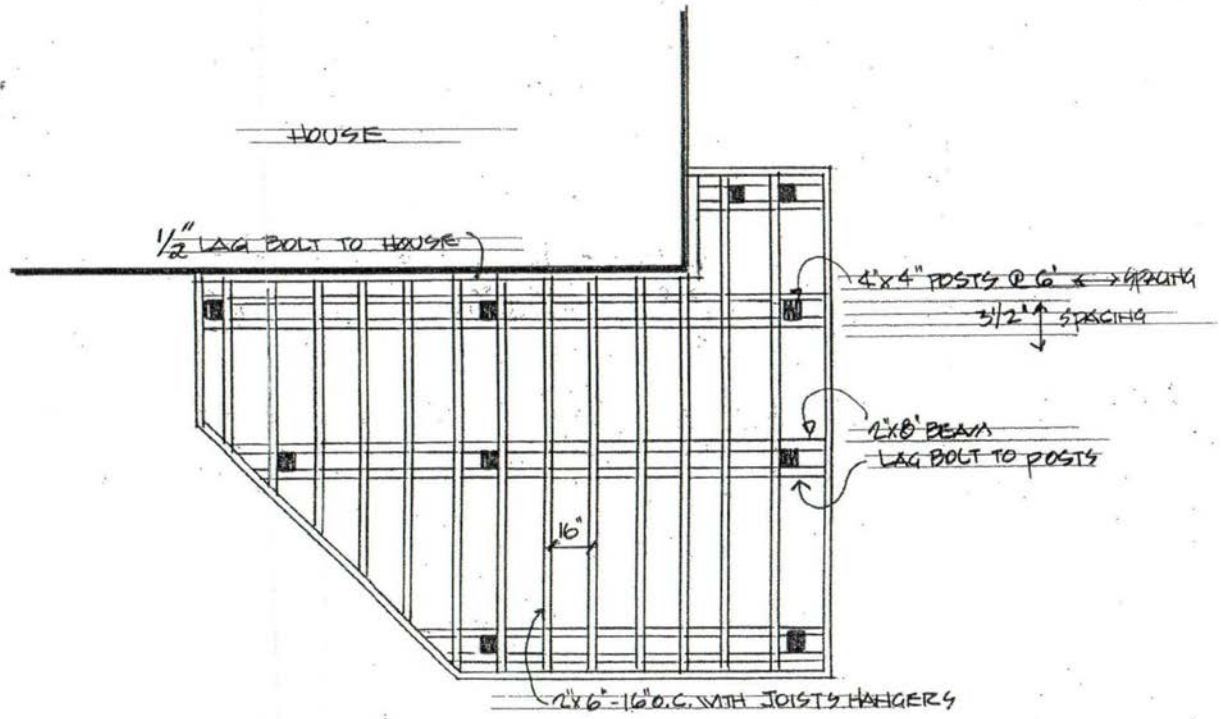 HOUSE
1/2" LAG BOLT TO HOUSE
4"x4" POSTS @ 6' ↔ SPACING
3 1/2' ↕ SPACING
2"x8" BEAM
LAG BOLT TO POSTS
16"
2"x6"-16" O.C. WITH JOISTS HANGERS